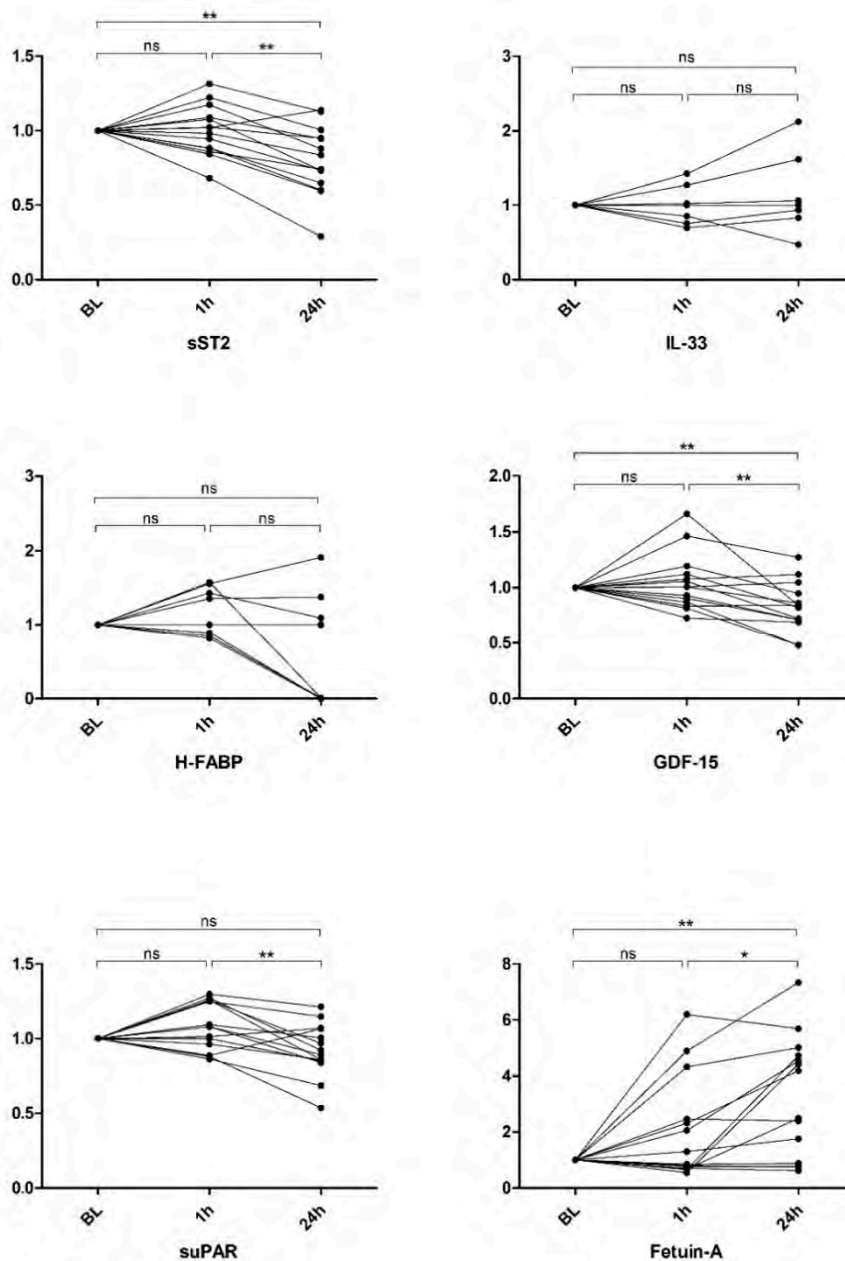 **
ns
**
1.5
1.0
0.5
0.0
BL
1h
24h
sST2
ns
ns
ns
3
2
1
0
BL
1h
24h
IL-33
ns
ns
ns
3
2
1
0
BL
1h
24h
H-FABP
**
ns
**
2.0
1.5
1.0
0.5
0.0
BL
1h
24h
GDF-15
ns
ns
**
1.5
1.0
0.5
0.0
BL
1h
24h
suPAR
**
ns
*
8
6
4
2
0
BL
1h
24h
Fetuin-A